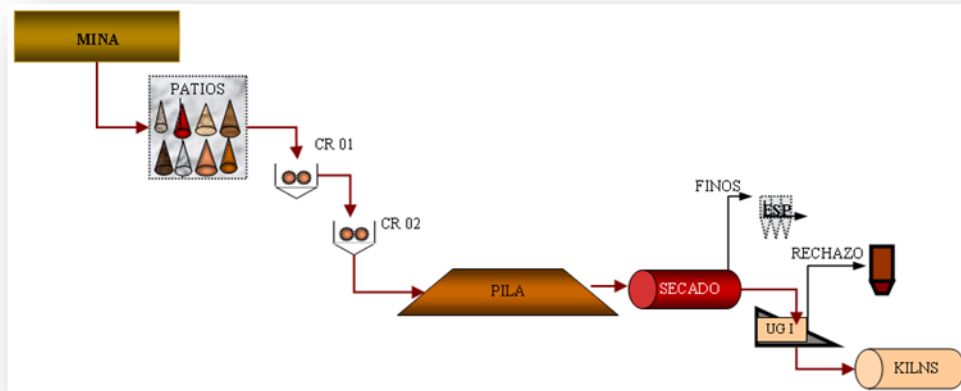 MINA
PATIOS
CR 01
CR 02
FINOS
ESP
RECHAZO
PILA
SECADO
UG I
KILNS